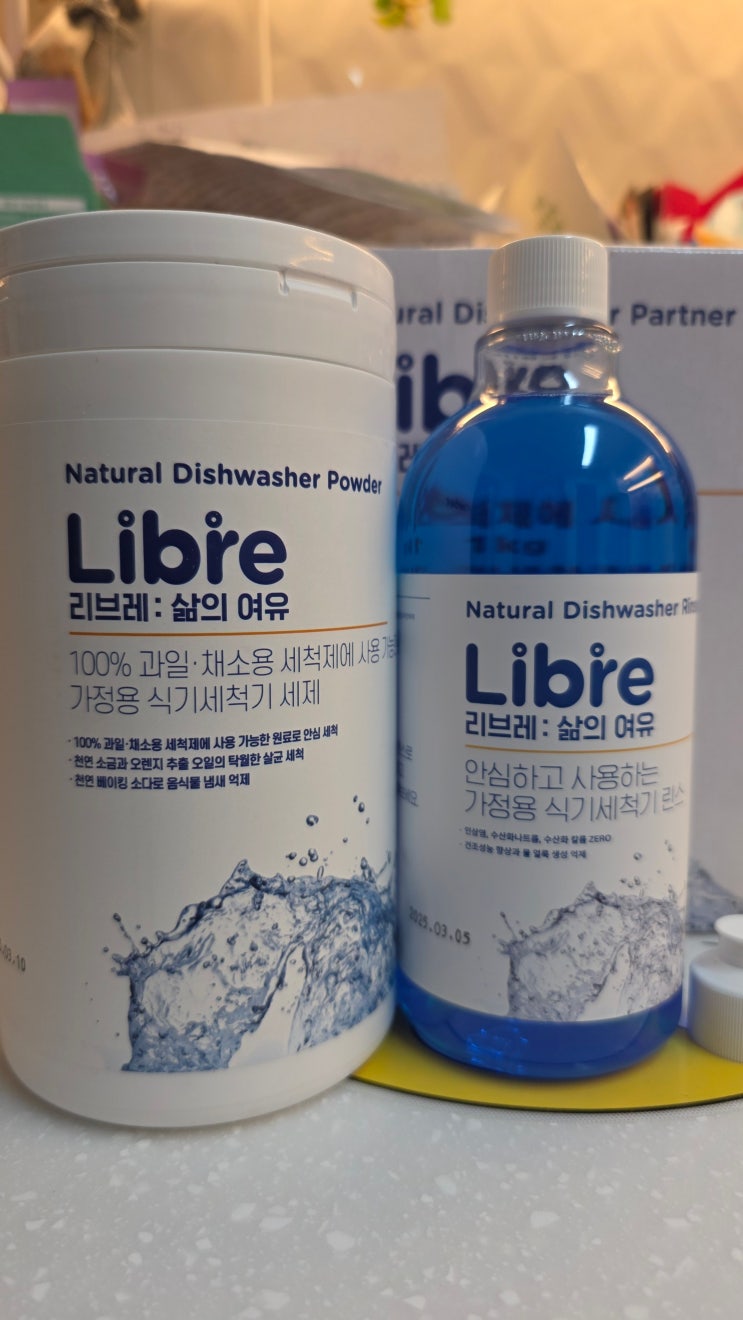 Natural Dishwasher Powder
Libre
리브레 : 삶의 여유
100% 과일·채소용 세척제에 사용 가능한
가정용 식기세척기 세제
· 100% 과일·채소용 세척제에 사용 가능한 원료로 안심 세척
· 천연 소금과 오렌지 추출 오일의 탁월한 살균 세척
· 천연 베이킹 소다로 음식물 냄새 억제
.03.10
Partner
Natural Dishwasher
Libre
리브레 : 삶의 여유
안심하고 사용하는
가정용 식기세척기 린스
· 인산염, 수산화나트륨, 수산화 칼륨 ZERO
· 건조성능 향상과 물 얼룩 생성 억제
2025.03.05